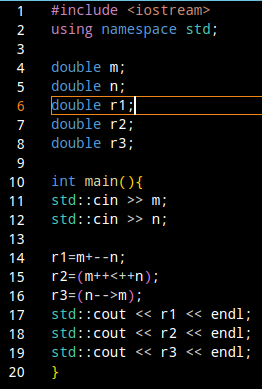 1 #include <iostream>
2 using namespace std;
3
4 double m;
5 double n;
6 double r1;
7 double r2;
8 double r3;
9
10 int main(){
11 std::cin >> m;
12 std::cin >> n;
13
14 r1=m+--n;
15 r2=(m++<++n);
16 r3=(n-->m);
17 std::cout << r1 << endl;
18 std::cout << r2 << endl;
19 std::cout << r3 << endl;
20 }